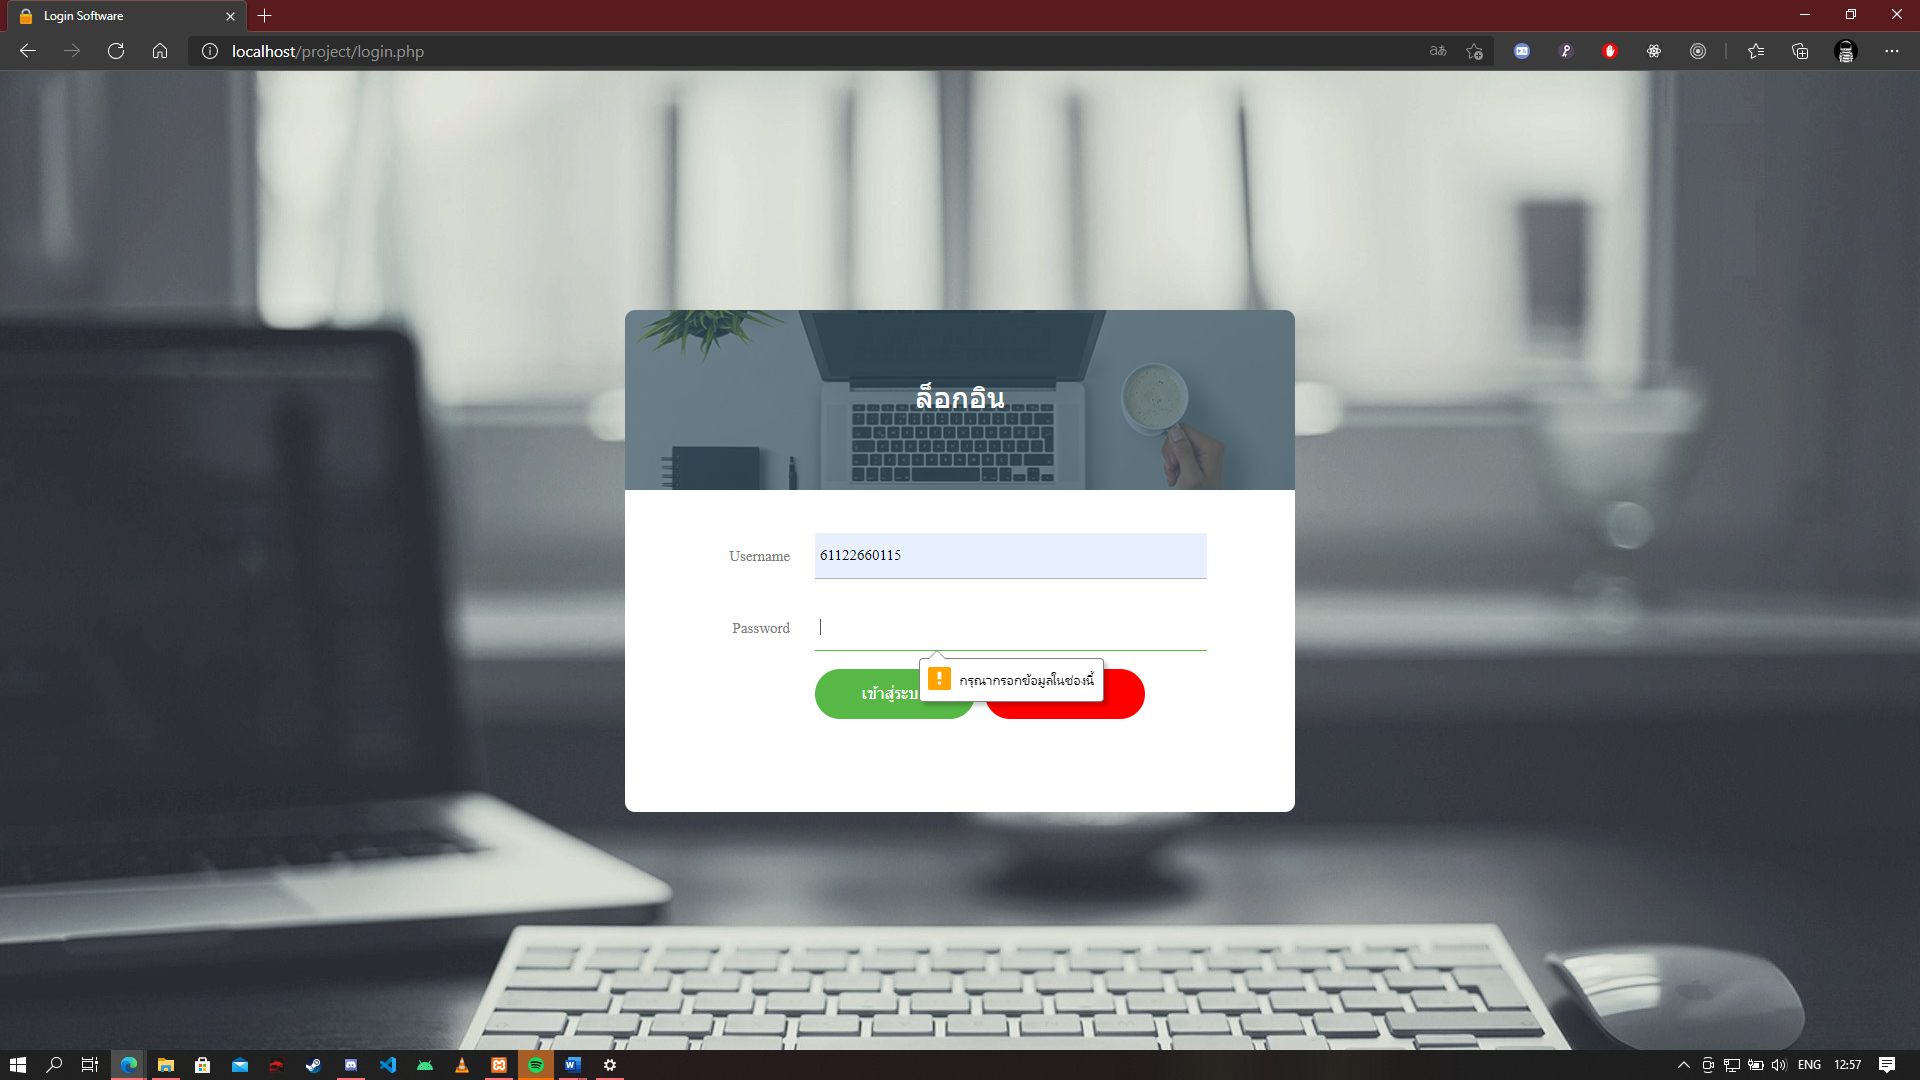 Login Software
localhost/project/login.php
ล็อกอิน
Username
61122660115
Password
กรุณากรอกข้อมูลในช่องนี้
เข้าสู่ระบ
ENG
12:57